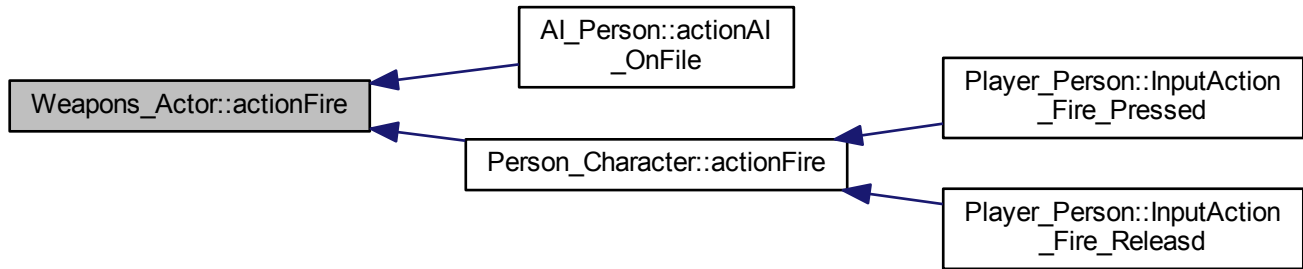 Weapons_Actor::actionFire
AI_Person::actionAI
_OnFile
Person_Character::actionFire
Player_Person::InputAction
_Fire_Pressed
Player_Person::InputAction
_Fire_Releasd